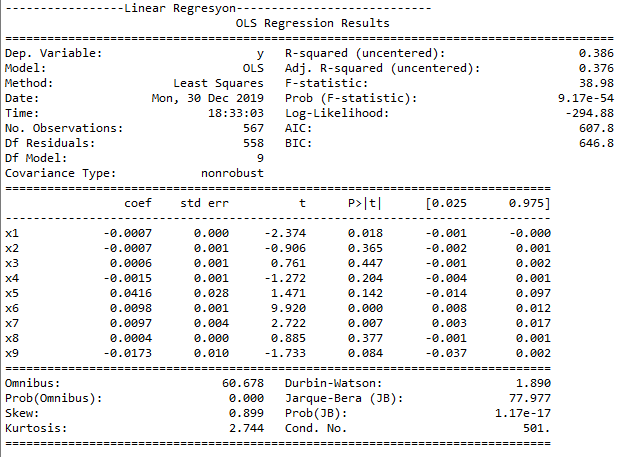 -----------------Linear Regresyon----------------------------
OLS Regression Results
=======================================================================================
Dep. Variable: y R-squared (uncentered): 0.386
Model: OLS Adj. R-squared (uncentered): 0.376
Method: Least Squares F-statistic: 38.98
Date: Mon, 30 Dec 2019 Prob (F-statistic): 9.17e-54
Time: 18:33:03 Log-Likelihood: -294.88
No. Observations: 567 AIC: 607.8
Df Residuals: 558 BIC: 646.8
Df Model: 9
Covariance Type: nonrobust
==============================================================================
coef std err t P>|t| [0.025 0.975]
------------------------------------------------------------------------------
x1 -0.0007 0.000 -2.374 0.018 -0.001 -0.000
x2 -0.0007 0.001 -0.906 0.365 -0.002 0.001
x3 0.0006 0.001 0.761 0.447 -0.001 0.002
x4 -0.0015 0.001 -1.272 0.204 -0.004 0.001
x5 0.0416 0.028 1.471 0.142 -0.014 0.097
x6 0.0098 0.001 9.920 0.000 0.008 0.012
x7 0.0097 0.004 2.722 0.007 0.003 0.017
x8 0.0004 0.000 0.885 0.377 -0.001 0.001
x9 -0.0173 0.010 -1.733 0.084 -0.037 0.002
==============================================================================
Omnibus: 60.678 Durbin-Watson: 1.890
Prob(Omnibus): 0.000 Jarque-Bera (JB): 77.977
Skew: 0.899 Prob(JB): 1.17e-17
Kurtosis: 2.744 Cond. No. 501.
==============================================================================